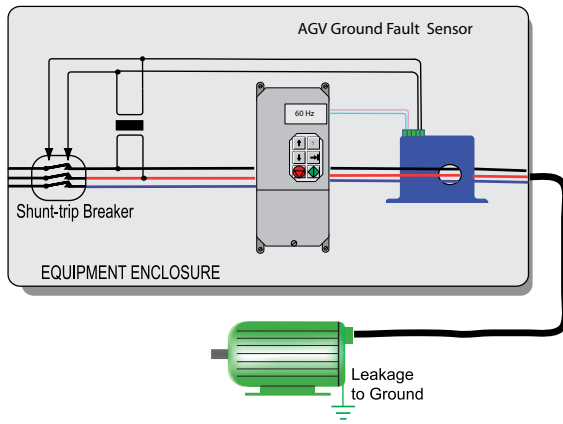 AGV Ground Fault Sensor
60 Hz
Shunt-trip Breaker
EQUIPMENT ENCLOSURE
Leakage
to Ground